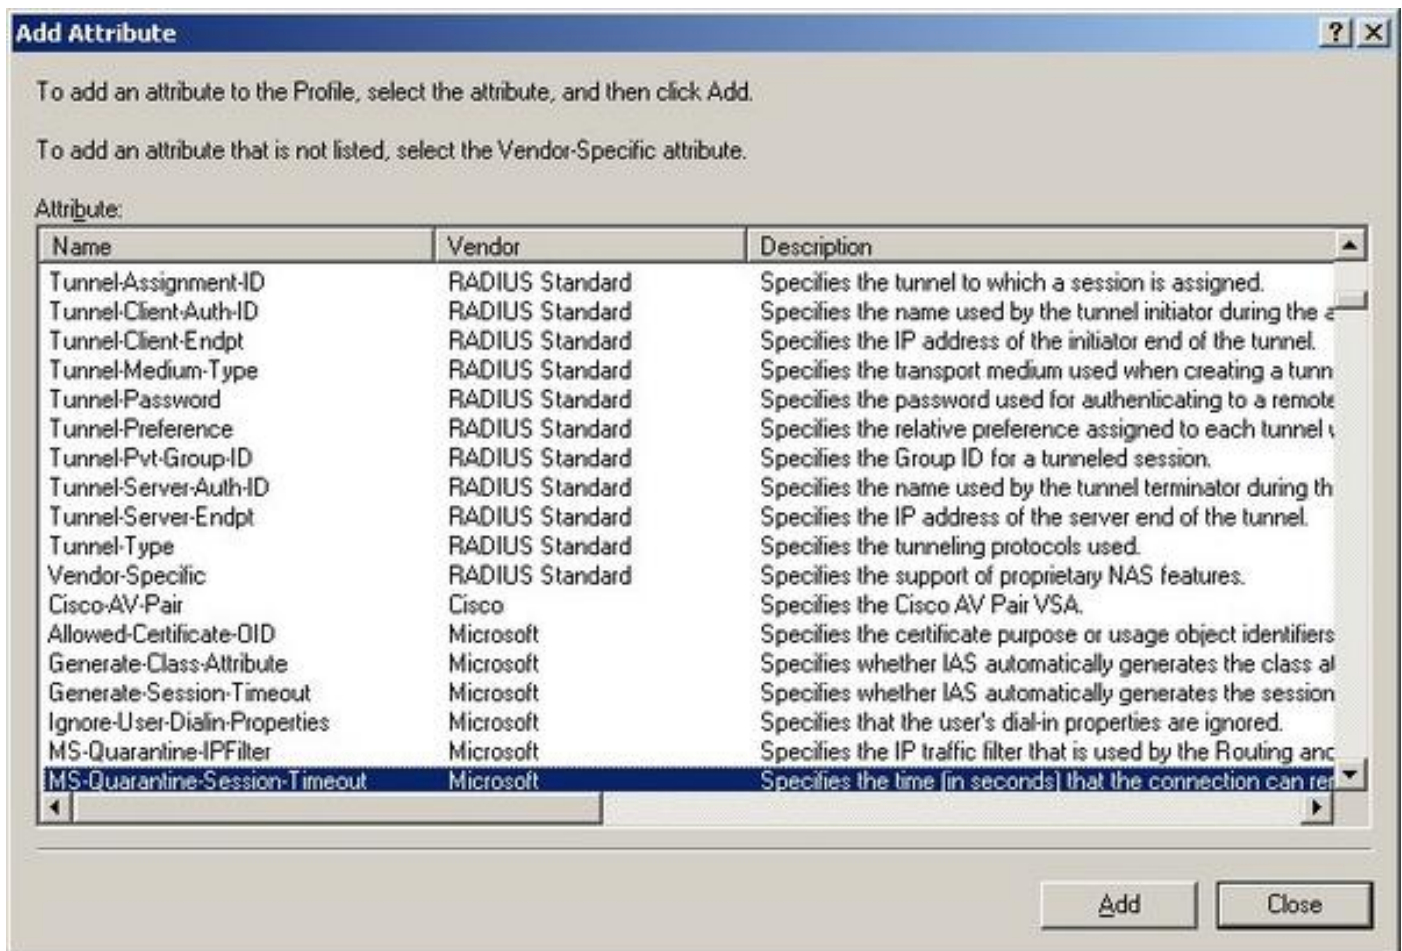 Add Attribute
To add an attribute to the Profile, select the attribute, and then click Add.
To add an attribute that is not listed, select the Vendor-Specific attribute.
Attribute:
Name Vendor Description
Tunnel-Assignment-ID RADIUS Standard Specifies the tunnel to which a session is assigned.
Tunnel-Client-Auth-ID RADIUS Standard Specifies the name used by the tunnel initiator during the a
Tunnel-Client-Endpt RADIUS Standard Specifies the IP address of the initiator end of the tunnel.
Tunnel-Medium-Type RADIUS Standard Specifies the transport medium used when creating a tunn
Tunnel-Password RADIUS Standard Specifies the password used for authenticating to a remote
Tunnel-Preference RADIUS Standard Specifies the relative preference assigned to each tunnel
Tunnel-Pvt-Group-ID RADIUS Standard Specifies the Group ID for a tunneled session.
Tunnel-Server-Auth-ID RADIUS Standard Specifies the name used by the tunnel terminator during th
Tunnel-Server-Endpt RADIUS Standard Specifies the IP address of the server end of the tunnel.
Tunnel-Type RADIUS Standard Specifies the tunneling protocols used.
Vendor-Specific RADIUS Standard Specifies the support of proprietary NAS features.
Cisco-AV-Pair Cisco Specifies the Cisco AV Pair VSA.
Allowed-Certificate-OID Microsoft Specifies the certificate purpose or usage object identifiers
Generate-Class-Attribute Microsoft Specifies whether IAS automatically generates the class at
Generate-Session-Timeout Microsoft Specifies whether IAS automatically generates the session
Ignore-User-Dialin-Properties Microsoft Specifies that the user's dial-in properties are ignored.
MS-Quarantine-IPFilter Microsoft Specifies the IP traffic filter that is used by the Routing and
MS-Quarantine-Session-Timeout Microsoft Specifies the time (in seconds) that the connection can rem
Add Close